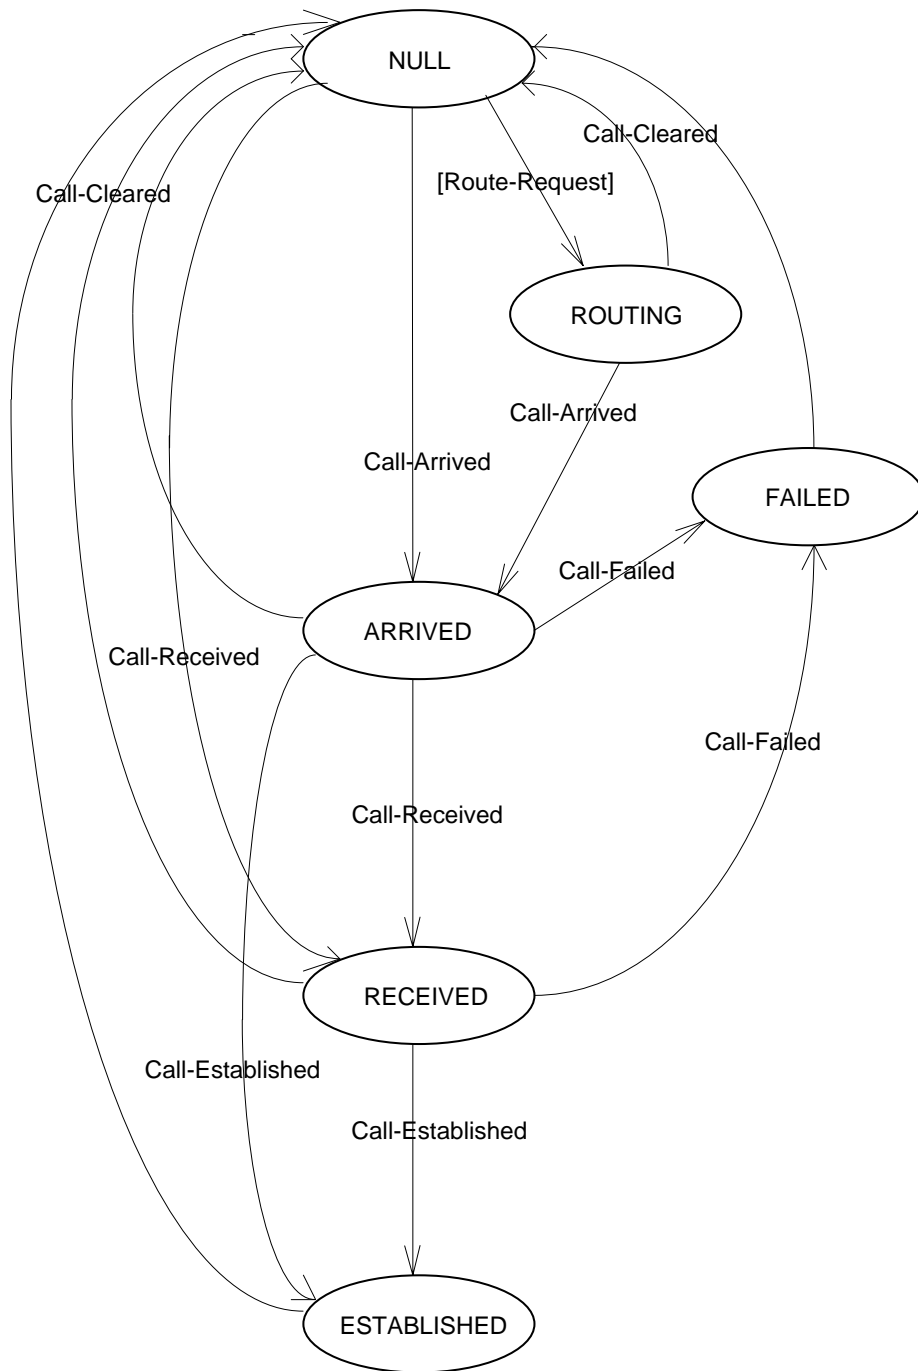 NULL
Call-Cleared
[Route-Request]
Call-Cleared
ROUTING
Call-Arrived
Call-Arrived
FAILED
Call-Failed
ARRIVED
Call-Received
Call-Failed
Call-Received
RECEIVED
Call-Established
Call-Established
ESTABLISHED